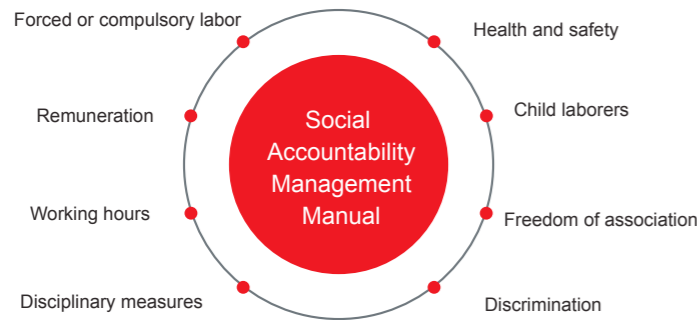 Forced or compulsory labor
Health and safety
Remuneration
Child laborers
Social
Accountability
Management
Manual
Working hours
Freedom of association
Disciplinary measures
Discrimination